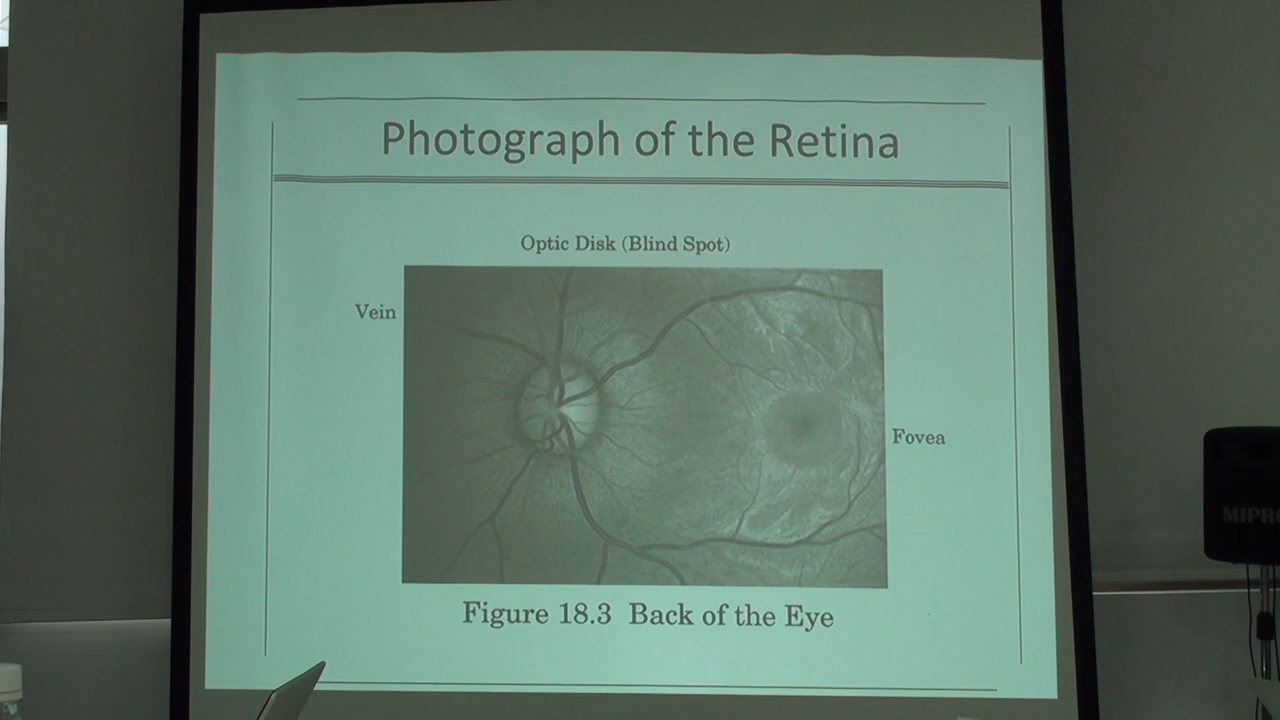 Photograph of the Retina
Optic Disk (Blind Spot)
Vein
Fovea
Figure 18.3 Back of the Eye